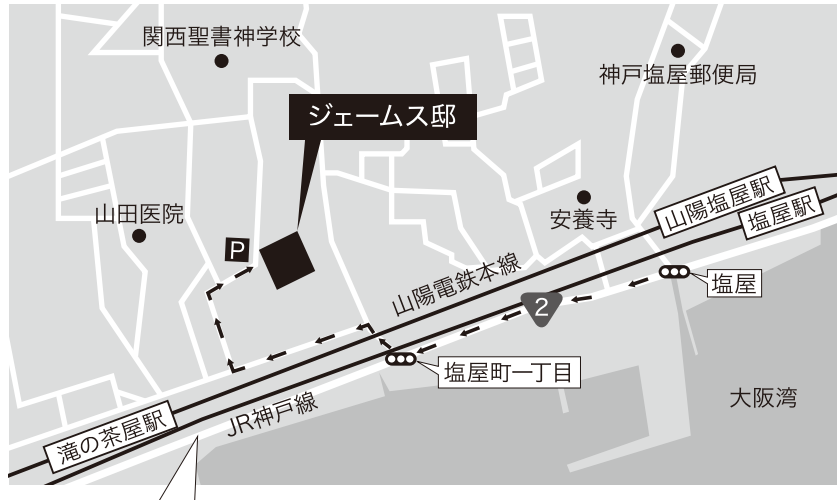 関西聖書神学校
神戸塩屋郵便局
ジェームス邸
山田医院
P
安養寺
山陽塩屋駅
塩屋駅
山陽電鉄本線
2
塩屋
塩屋町一丁目
大阪湾
JR神戸線
滝の茶屋駅